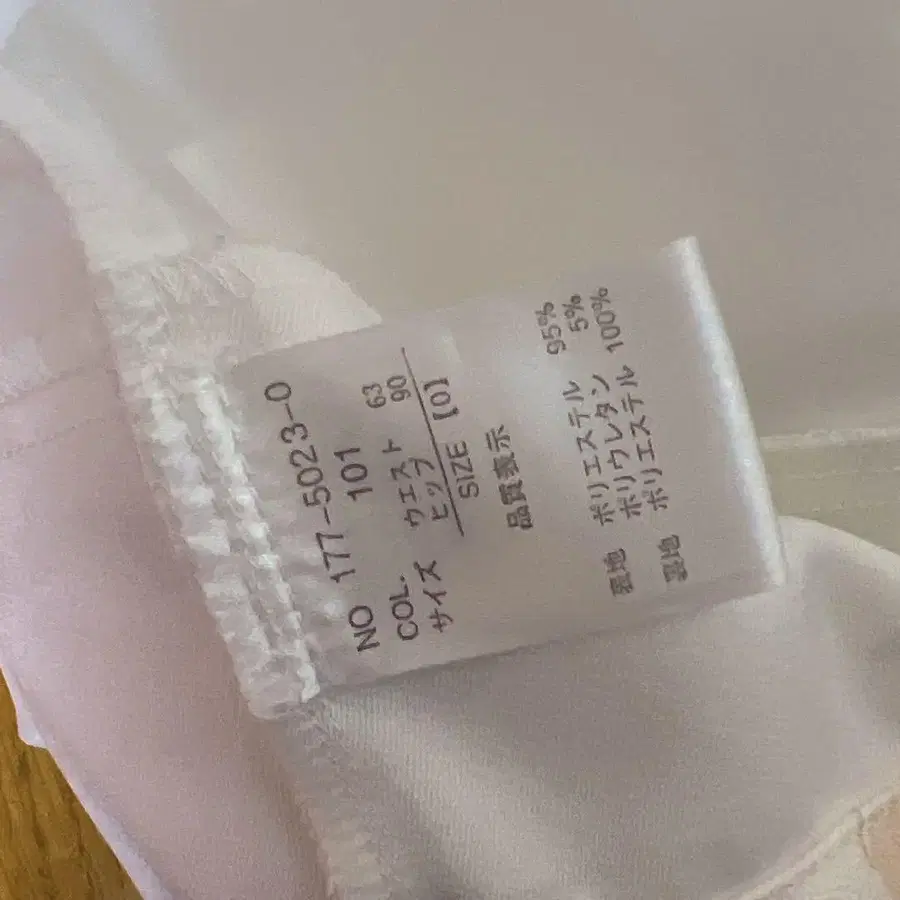 NO 177-5023-0
COL. 101
サイズ ウエスト 63
ヒップ 90
SIZE 【0】
品質表示
表地 ポリエステル 95%
ポリウレタン 5%
裏地 ポリエステル 100%